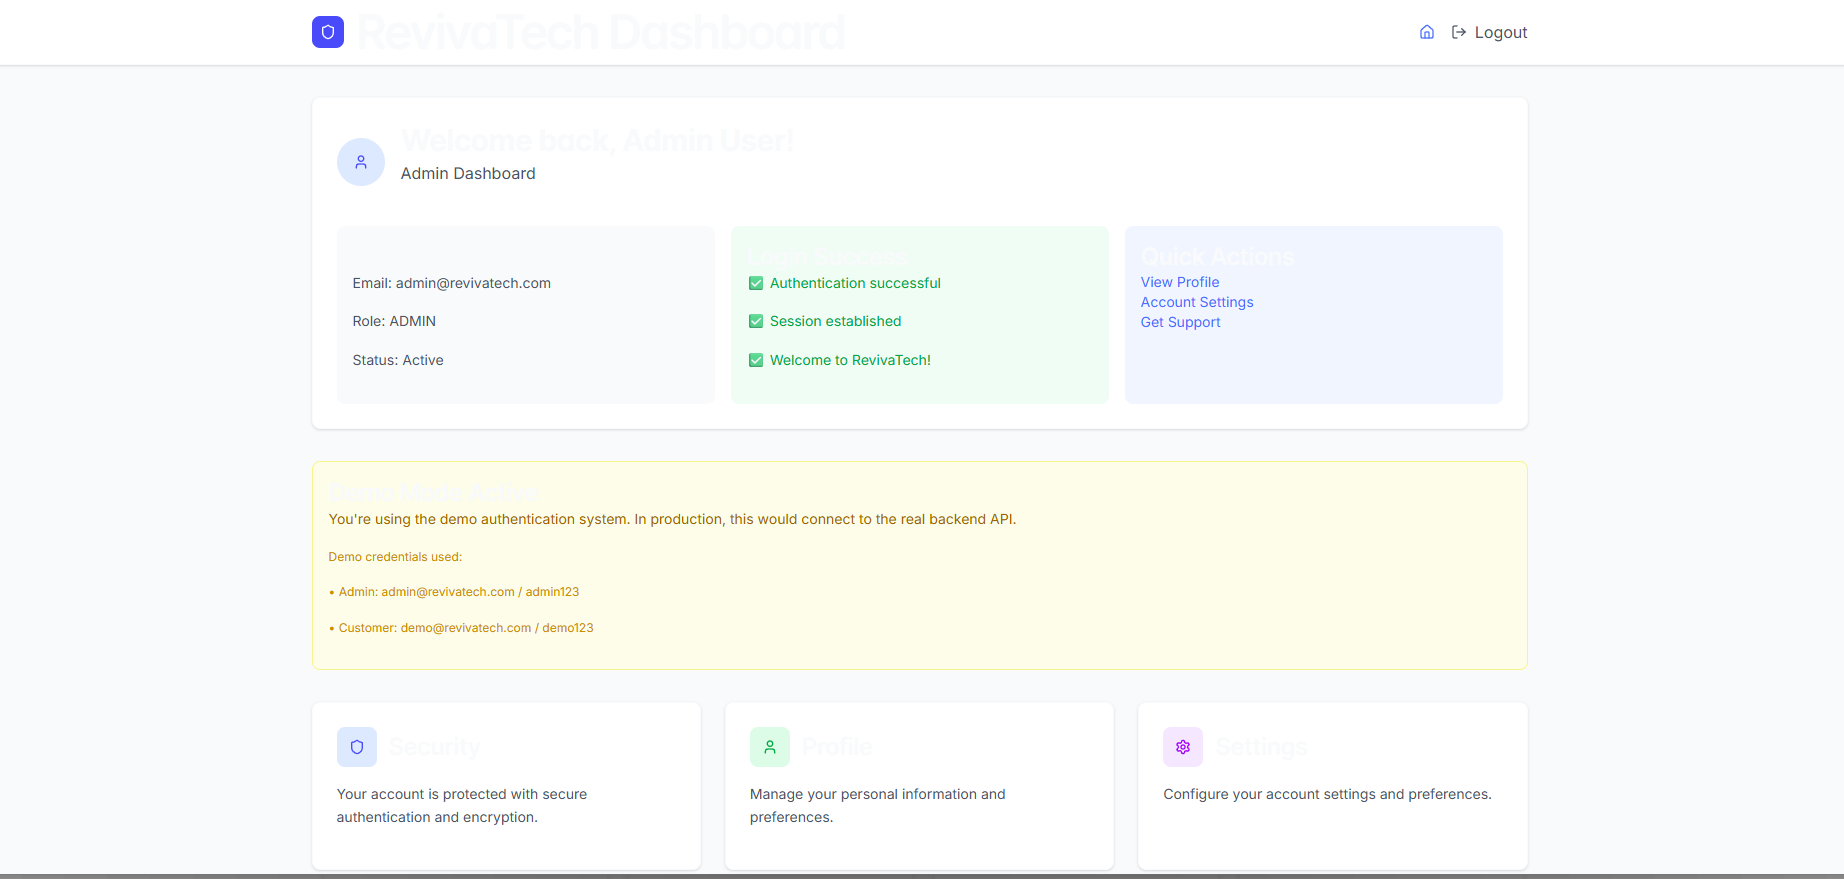 RevivaTech Dashboard
Logout
Welcome back, Admin User!
Admin Dashboard
Email: admin@revivatech.com
Role: ADMIN
Status: Active
Login Success
✅ Authentication successful
✅ Session established
✅ Welcome to RevivaTech!
Quick Actions
View Profile
Account Settings
Get Support
Demo Mode Active
You're using the demo authentication system. In production, this would connect to the real backend API.
Demo credentials used:
• Admin: admin@revivatech.com / admin123
• Customer: demo@revivatech.com / demo123
Security
Your account is protected with secure
authentication and encryption.
Profile
Manage your personal information and
preferences.
Settings
Configure your account settings and preferences.